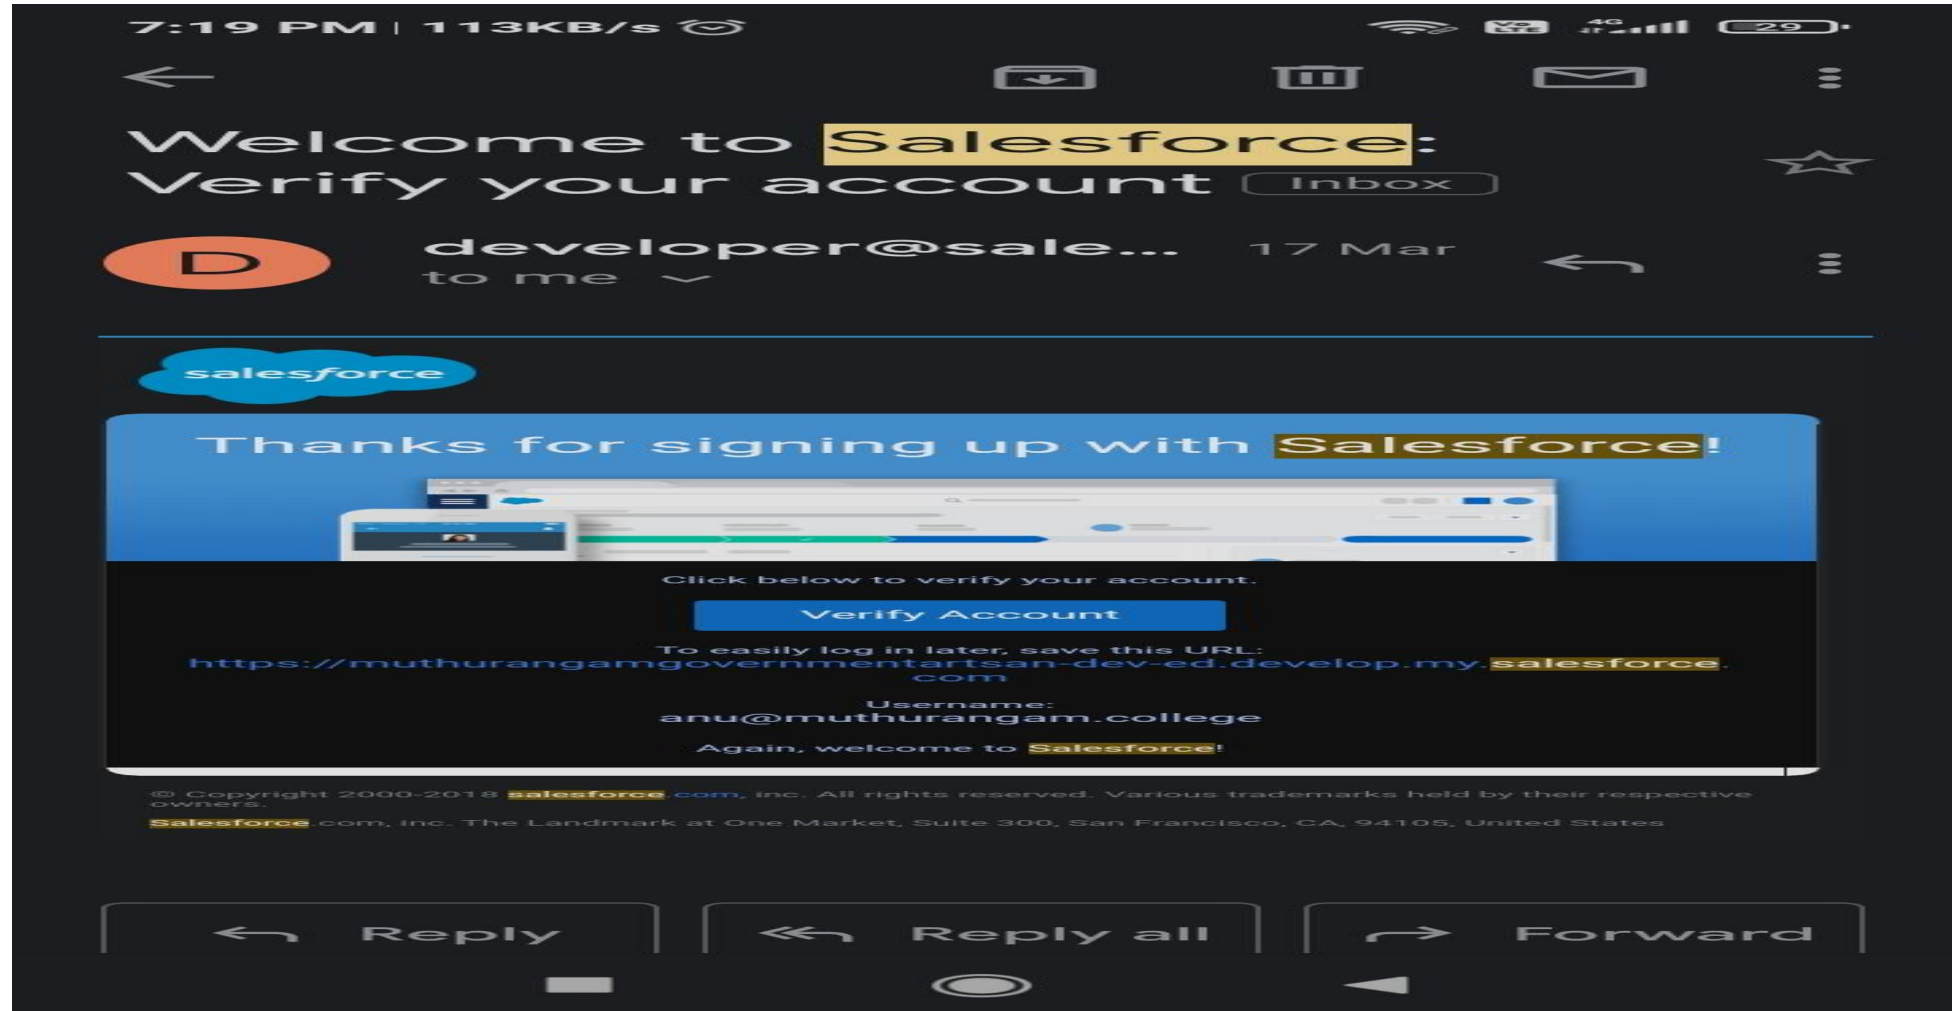 7:19 PM | 113KB/s
Vo LTE 4G 29
Welcome to Salesforce:
Verify your account Inbox
D developer@sale... 17 Mar
to me
salesforce
Thanks for signing up with Salesforce!
Click below to verify your account.
Verify Account
To easily log in later, save this URL:
https://muthurangamgovernmentartsan-dev-ed.develop.my.salesforce.
com
Username:
anu@muthurangam.college
Again, welcome to Salesforce!
© Copyright 2000-2018 salesforce.com, inc. All rights reserved. Various trademarks held by their respective
owners.
Salesforce.com, inc. The Landmark at One Market, Suite 300, San Francisco, CA, 94105, United States
Reply Reply all Forward